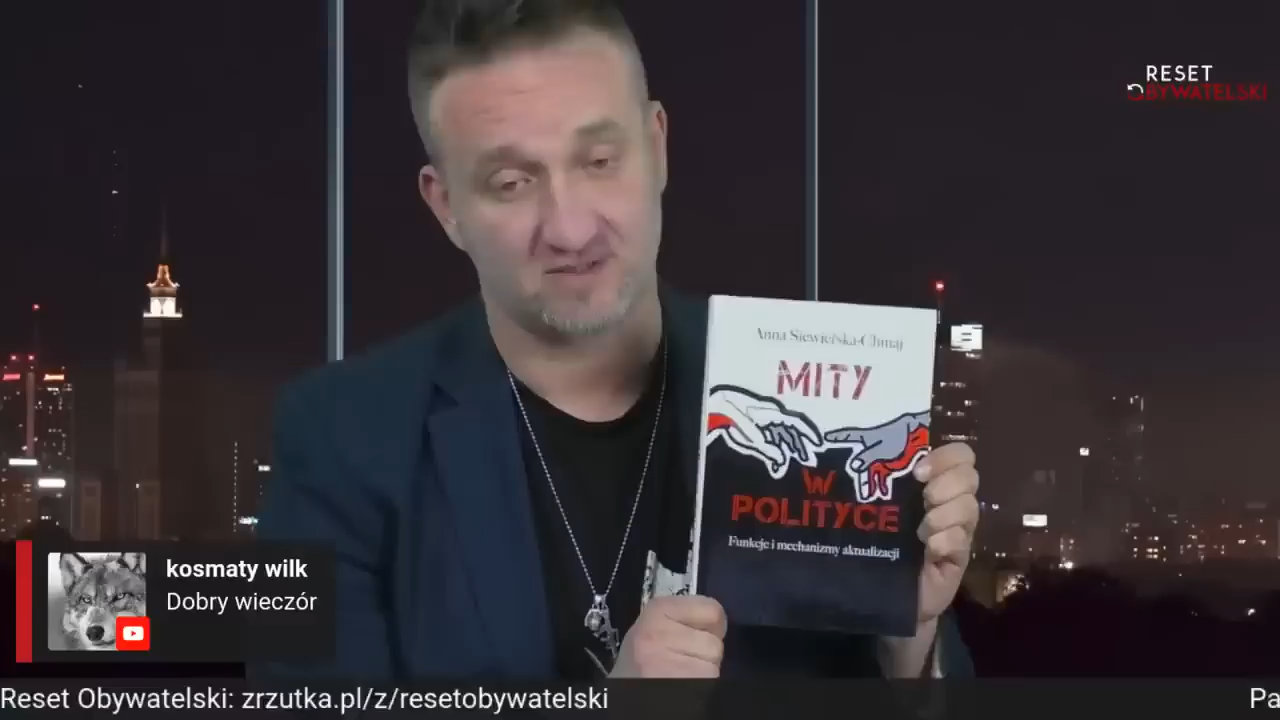 RESET
OBYWATELSKI
Anna Siewierska-Chmaj
MITY
W
POLITYCE
Funkcje i mechanizmy aktualizacji
kosmaty wilk
Dobry wieczór
Reset Obywatelski: zrzutka.pl/z/resetobywatelski
Pa